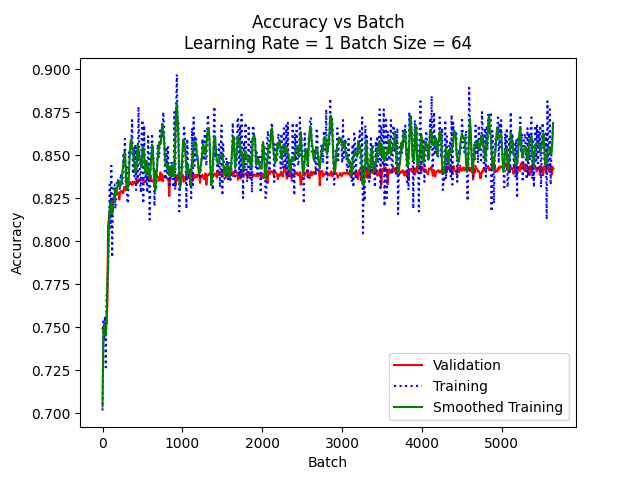 Accuracy vs Batch
Learning Rate = 1 Batch Size = 64
0.900
0.875
0.850
0.825
0.800
0.775
0.750
0.725
0.700
Accuracy
0
1000
2000
3000
4000
5000
Batch
Validation
Training
Smoothed Training